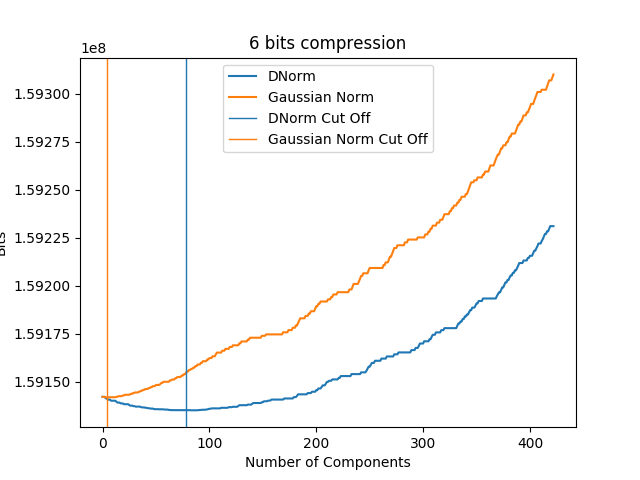 6 bits compression
1e8
DNorm
Gaussian Norm
DNorm Cut Off
Gaussian Norm Cut Off
1.59300
1.59275
1.59250
1.59225
1.59200
1.59175
1.59150
Bits
0 100 200 300 400
Number of Components